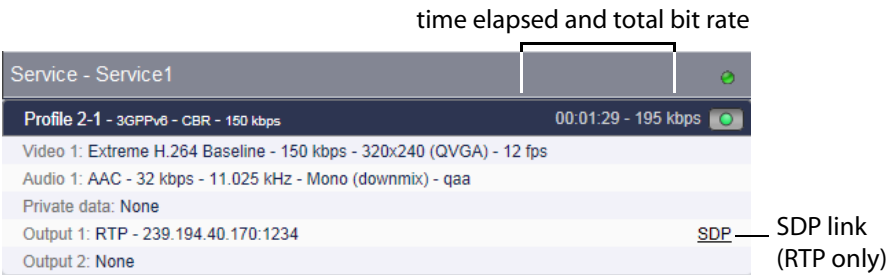 time elapsed and total bit rate
Service - Service1
Profile 2-1 - 3GPPv6 - CBR - 150 kbps 00:01:29 - 195 kbps
Video 1: Extreme H.264 Baseline - 150 kbps - 320x240 (QVGA) - 12 fps
Audio 1: AAC - 32 kbps - 11.025 kHz - Mono (downmix) - qaa
Private data: None
Output 1: RTP - 239.194.40.170:1234 SDP
SDP link
(RTP only)
Output 2: None